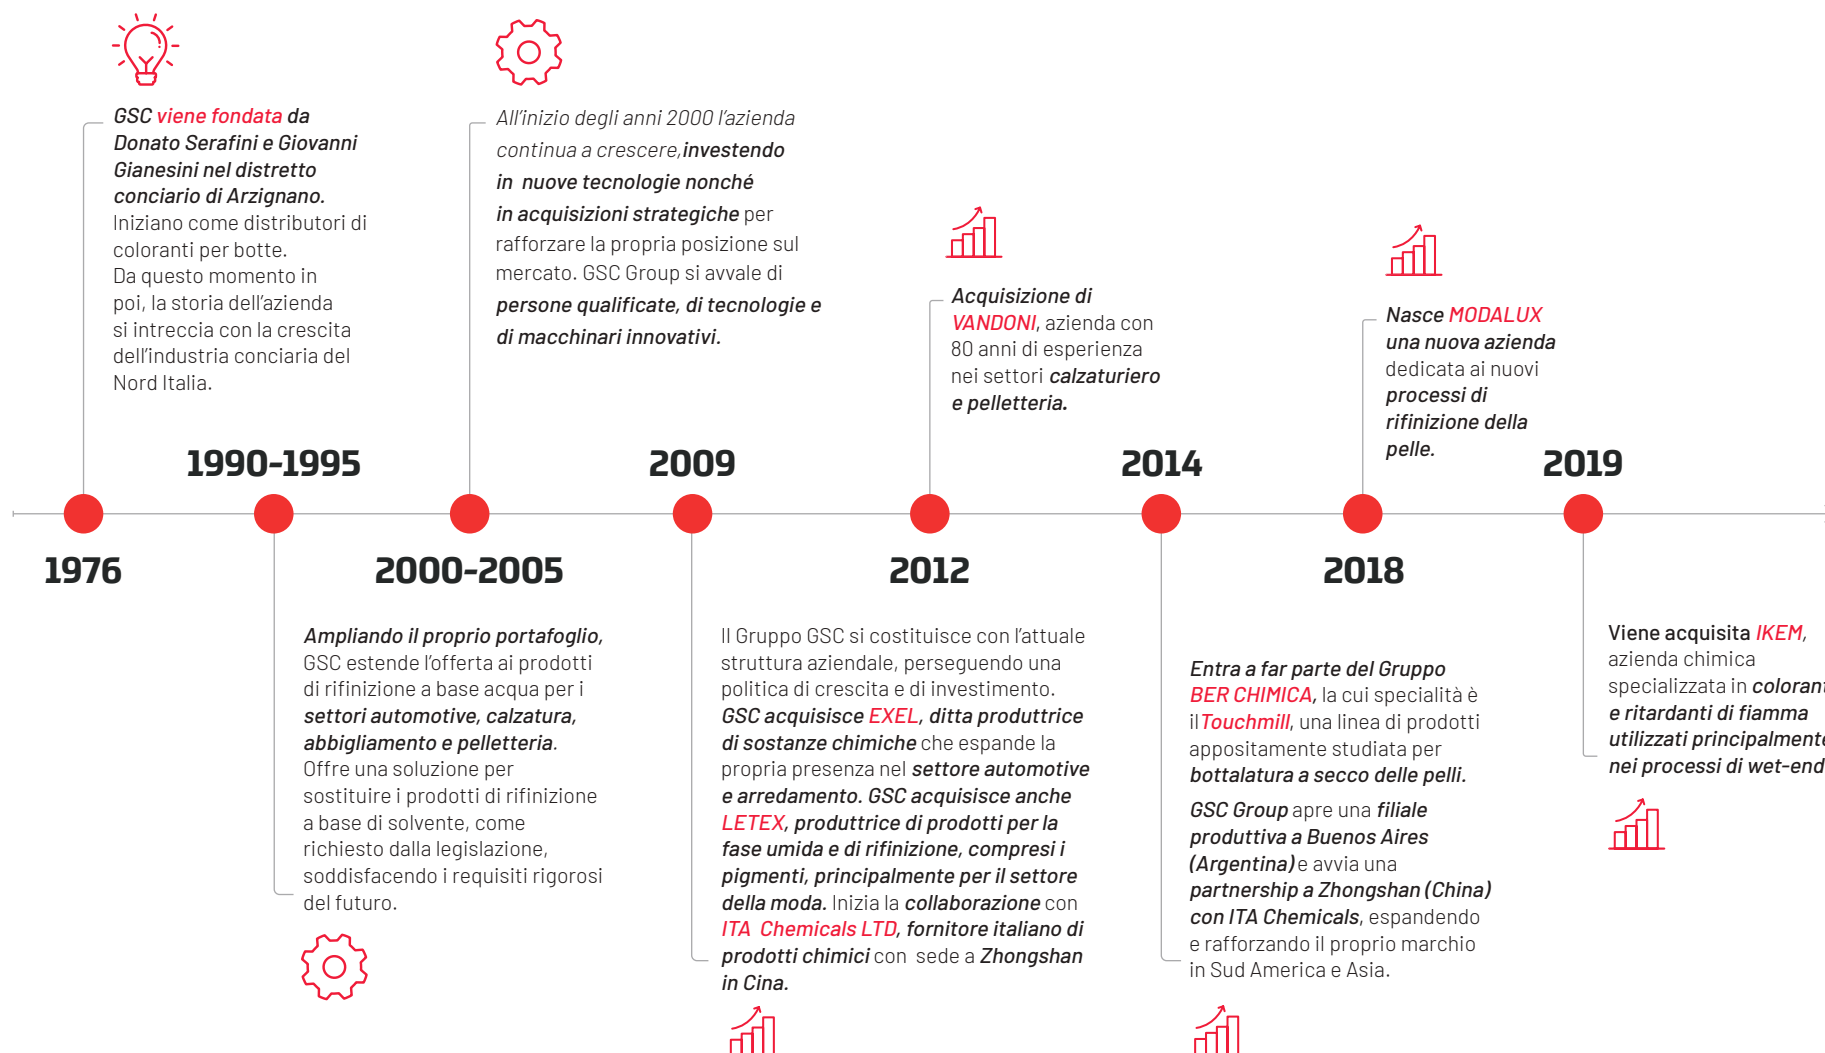 GSC viene fondata da
Donato Serafini e Giovanni
Gianesini nel distretto
conciario di Arzignano.
Iniziano come distributori di
coloranti per botte.
Da questo momento in
poi, la storia dell'azienda
si intreccia con la crescita
dell'industria conciaria del
Nord Italia.
All'inizio degli anni 2000 l'azienda
continua a crescere,investendo
in nuove tecnologie nonché
in acquisizioni strategiche per
rafforzare la propria posizione sul
mercato. GSC Group si avvale di
persone qualificate, di tecnologie e
di macchinari innovativi.
Acquisizione di
VANDONI, azienda con
80 anni di esperienza
nei settori calzaturiero
e pelletteria.
Nasce MODALUX
una nuova azienda
dedicata ai nuovi
processi di
rifinizione della
pelle.
1990-1995
2009
2014
2019
1976
2000-2005
2012
2018
Ampliando il proprio portafoglio,
GSC estende l'offerta ai prodotti
di rifinizione a base acqua per i
settori automotive, calzatura,
abbigliamento e pelletteria.
Offre una soluzione per
sostituire i prodotti di rifinizione
a base di solvente, come
richiesto dalla legislazione,
soddisfacendo i requisiti rigorosi
del futuro.
Il Gruppo GSC si costituisce con l'attuale
struttura aziendale, perseguendo una
politica di crescita e di investimento.
GSC acquisisce EXEL, ditta produttrice
di sostanze chimiche che espande la
propria presenza nel settore automotive
e arredamento. GSC acquisisce anche
LETEX, produttrice di prodotti per la
fase umida e di rifinizione, compresi i
pigmenti, principalmente per il settore
della moda. Inizia la collaborazione con
ITA Chemicals LTD, fornitore italiano di
prodotti chimici con sede a Zhongshan
in Cina.
Entra a far parte del Gruppo
BER CHIMICA, la cui specialità è
il Touchmill, una linea di prodotti
appositamente studiata per
bottalatura a secco delle pelli.
GSC Group apre una filiale
produttiva a Buenos Aires
(Argentina) e avvia una
partnership a Zhongshan (China)
con ITA Chemicals, espandendo
e rafforzando il proprio marchio
in Sud America e Asia.
Viene acquisita IKEM,
azienda chimica
specializzata in colorant
e ritardanti di fiamma
utilizzati principalmente
nei processi di wet-end